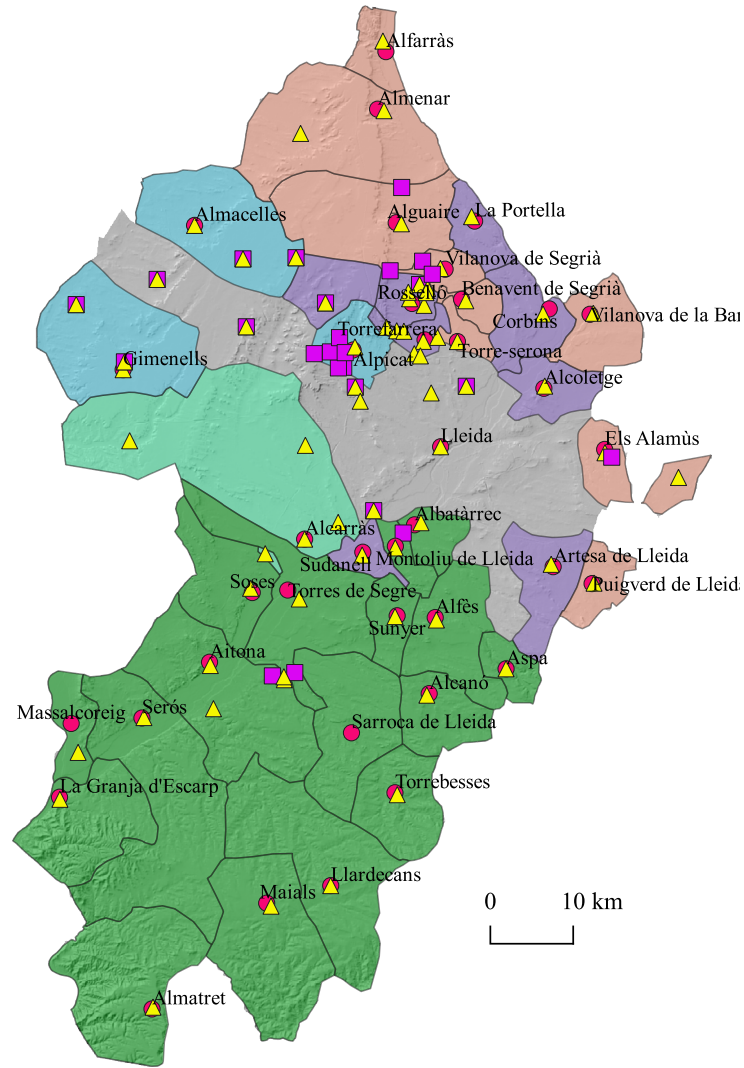 Alfarràs
Almenar
Almacelles
Alguaire
La Portella
Vilanova de Segrià
Rosselló
Benavent de Segrià
Corbins
Vilanova de la Bar
Torrefarrera
Gimenells
Alpicat
Torre-serona
Alcoletge
Lleida
Els Alamùs
Alcarràs
Albatàrrec
Sudanell
Montoliu de Lleida
Artesa de Lleida
Soses
Torres de Segre
Puigverd de Lleida
Alfès
Sunyer
Aitona
Aspa
Alcanó
Massalcoreig
Seròs
Sarroca de Lleida
La Granja d'Escarp
Torrebesses
Llardecans
Maials
0 10 km
Almatret